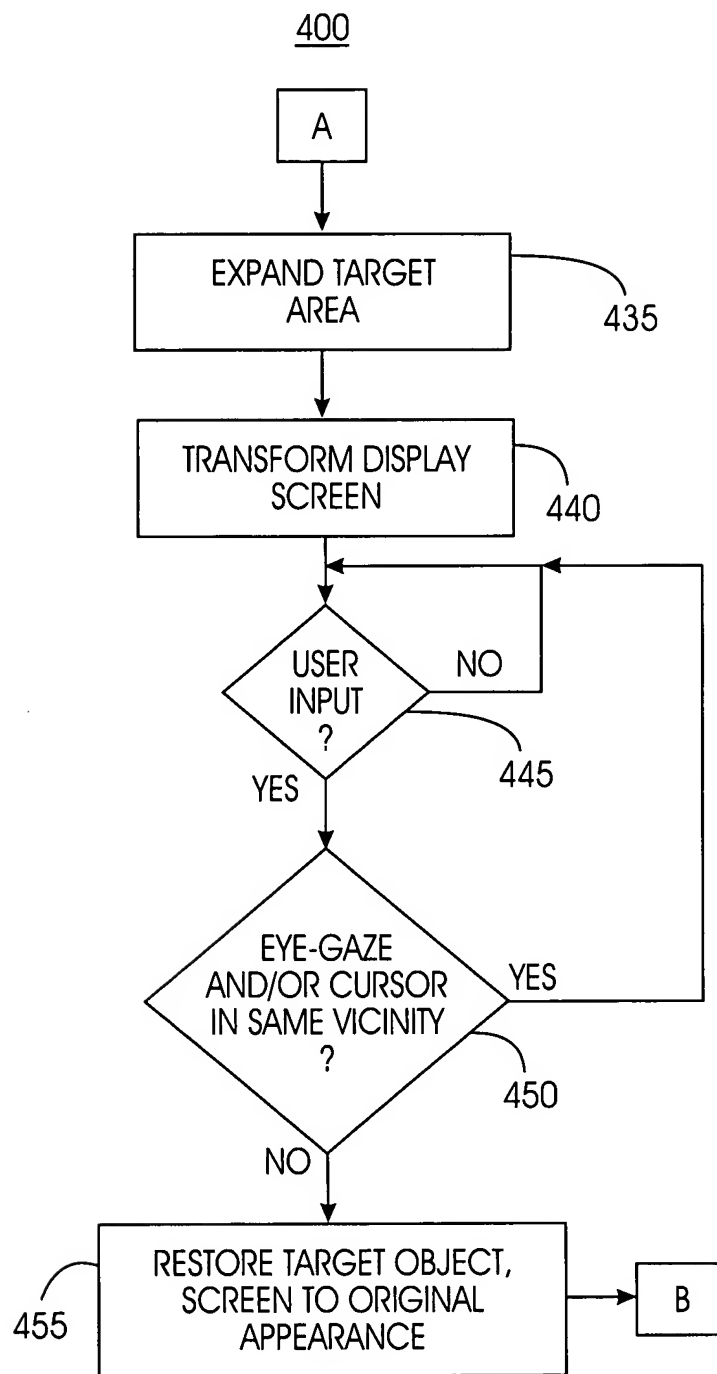 400
A
EXPAND TARGET
AREA
435
TRANSFORM DISPLAY
SCREEN
440
USER
INPUT
?
NO
445
YES
EYE-GAZE
AND/OR CURSOR
IN SAME VICINITY
?
YES
450
NO
RESTORE TARGET OBJECT,
SCREEN TO ORIGINAL
APPEARANCE
455
B